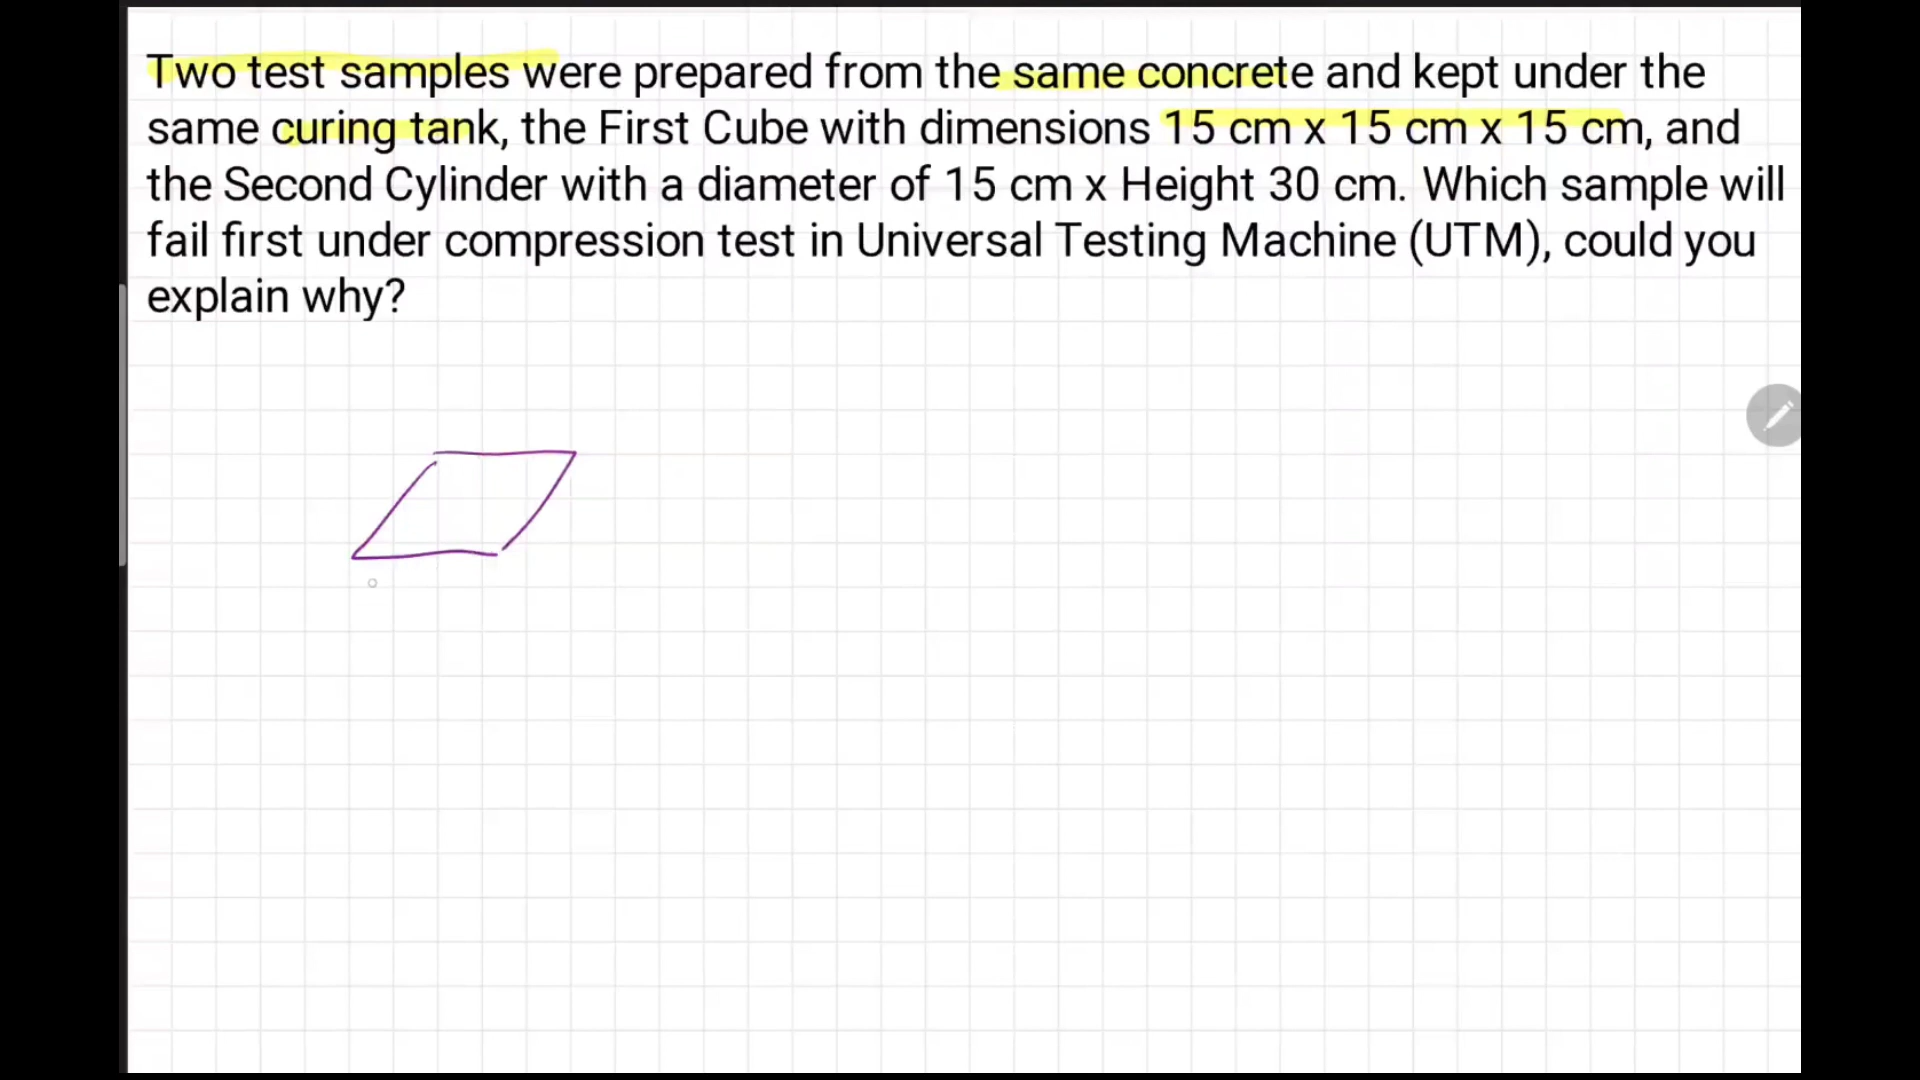 Two test samples were prepared from the same concrete and kept under the
same curing tank, the First Cube with dimensions 15 cm x 15 cm x 15 cm, and
the Second Cylinder with a diameter of 15 cm x Height 30 cm. Which sample will
fail first under compression test in Universal Testing Machine (UTM), could you
explain why?